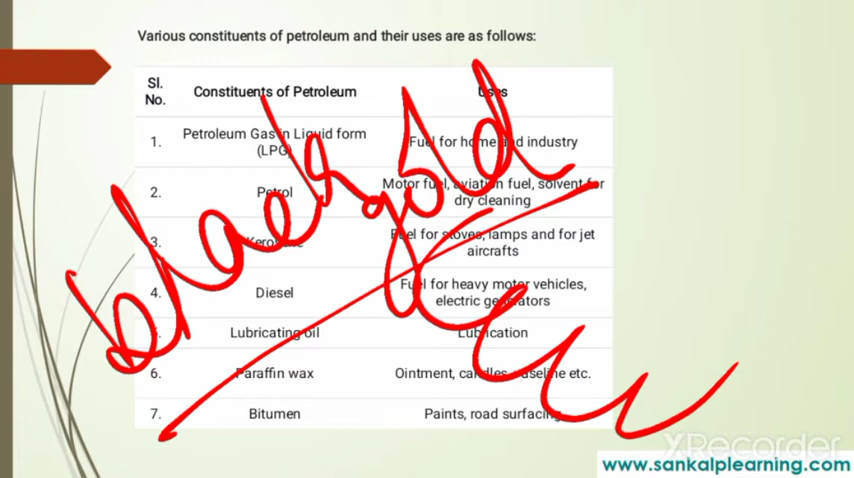 Various constituents of petroleum and their uses are as follows:
Sl. No. Constituents of Petroleum Uses
1. Petroleum Gas in Liquid form (LPG) Fuel for home and industry
2. Petrol Motor fuel, aviation fuel, solvent for dry cleaning
3. Kerosene Fuel for stoves, lamps and for jet aircrafts
4. Diesel Fuel for heavy motor vehicles, electric generators
5. Lubricating oil Lubrication
6. Paraffin wax Ointment, candles, vaseline etc.
7. Bitumen Paints, road surfacing
black gold
XRecorder
www.sankalplearning.com